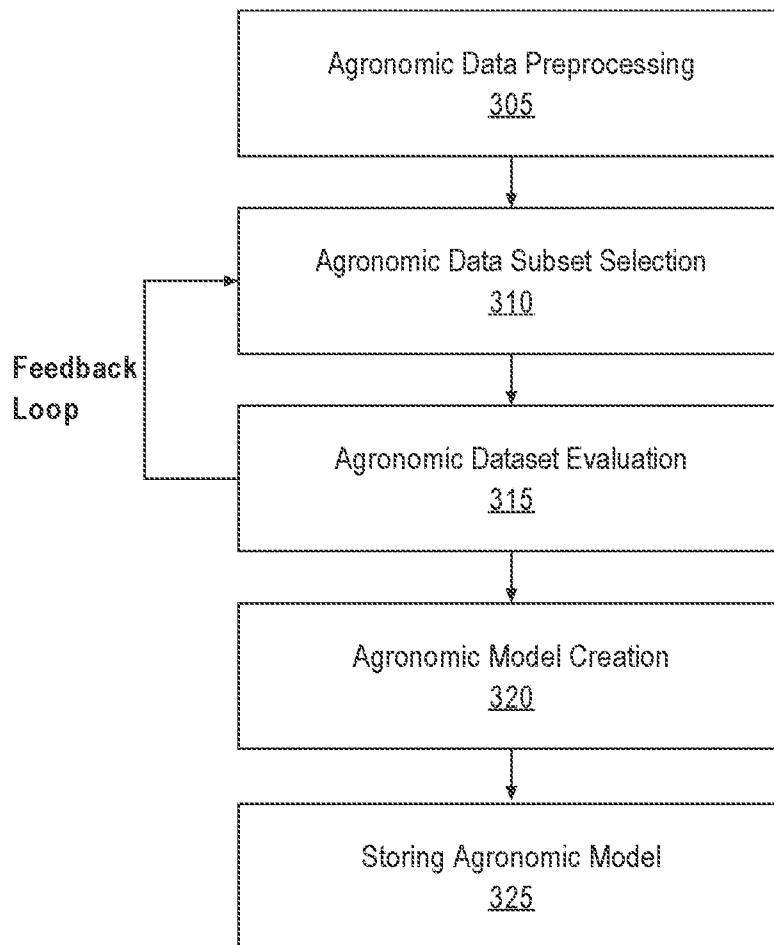 Agronomic Data Preprocessing
305
Agronomic Data Subset Selection
310
Feedback
Loop
Agronomic Dataset Evaluation
315
Agronomic Model Creation
320
Storing Agronomic Model
325